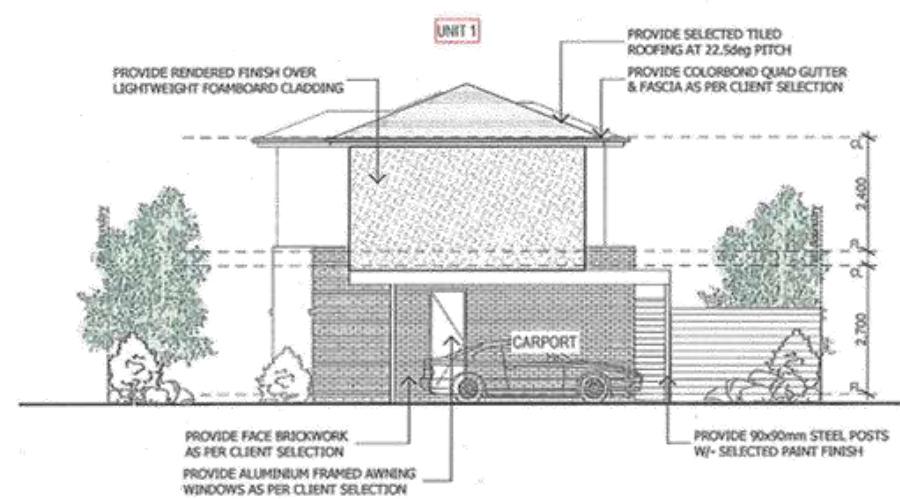 UNIT 1
PROVIDE SELECTED TILED
ROOFING AT 22.5deg PITCH
PROVIDE RENDERED FINISH OVER
LIGHTWEIGHT FOAMBOARD CLADDING
PROVIDE COLORBOND QUAD GUTTER
& FASCIA AS PER CLIENT SELECTION
2,400
2,700
CARPORT
PROVIDE FACE BRICKWORK
AS PER CLIENT SELECTION
PROVIDE 90x90mm STEEL POSTS
W/- SELECTED PAINT FINISH
PROVIDE ALUMINIUM FRAMED AWNING
WINDOWS AS PER CLIENT SELECTION